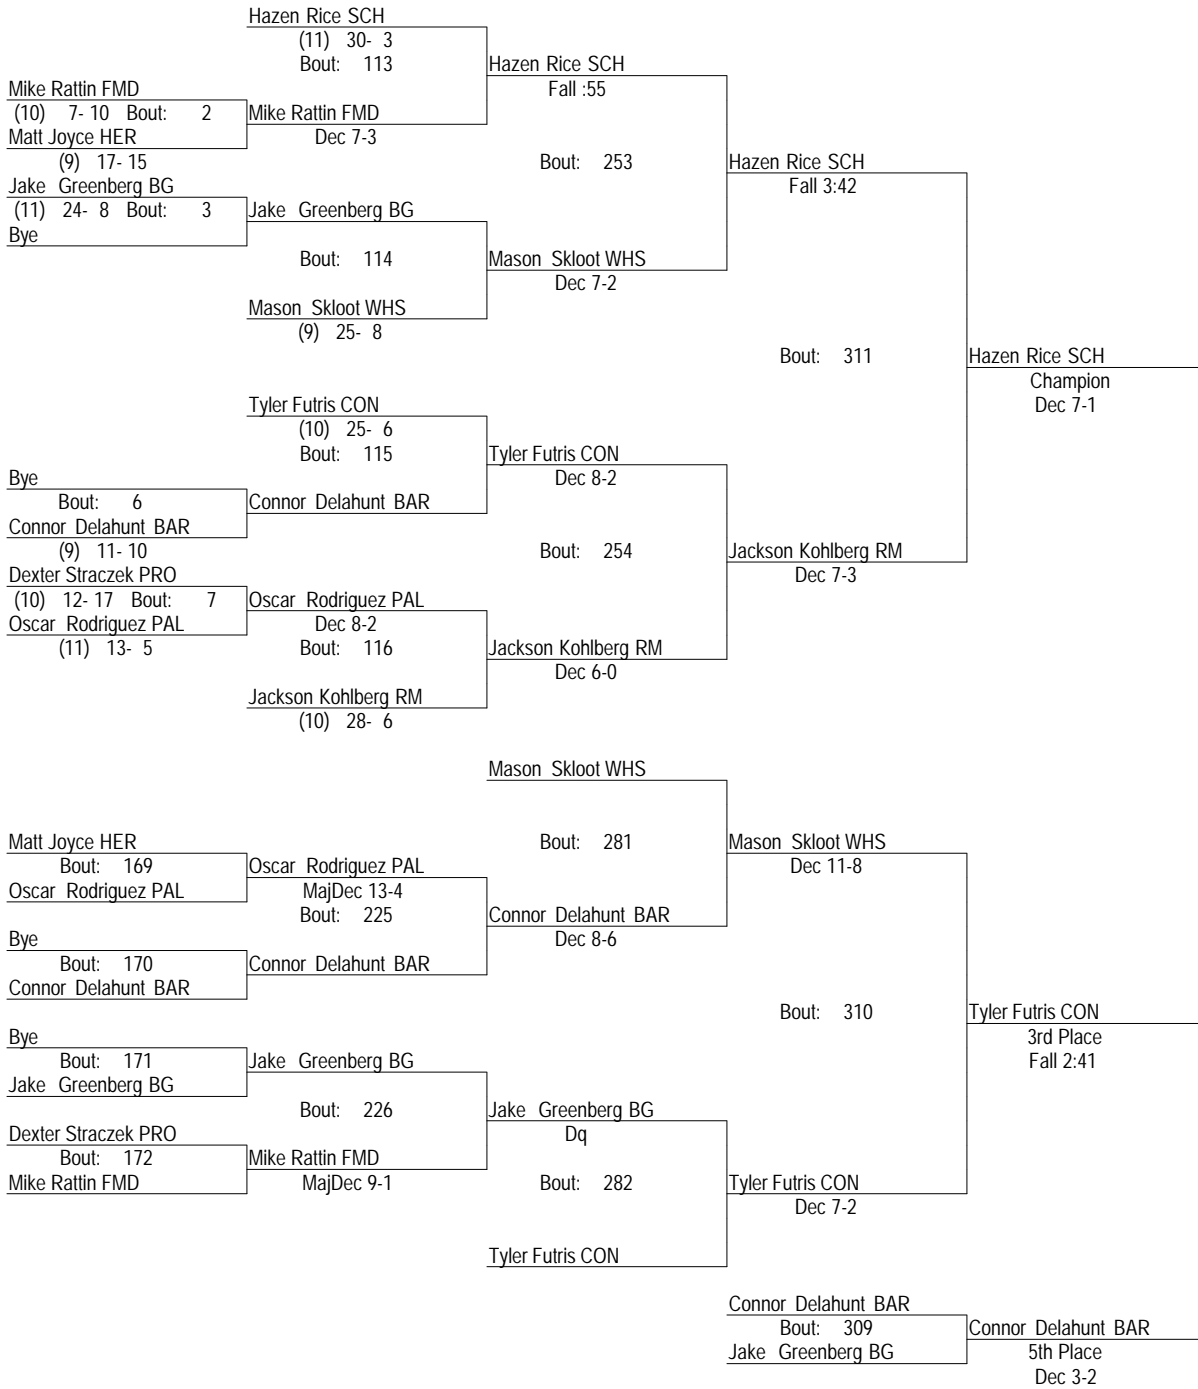 Hazen Rice SCH
(11) 30- 3
Bout: 113
Hazen Rice SCH
Fall :55
Mike Rattin FMD
(10) 7- 10 Bout: 2
Mike Rattin FMD
Matt Joyce HER
Dec 7-3
(9) 17- 15
Bout: 253
Hazen Rice SCH
Jake Greenberg BG
Fall 3:42
(11) 24- 8 Bout: 3
Jake Greenberg BG
Bye
Bout: 114
Mason Skloot WHS
Dec 7-2
Mason Skloot WHS
(9) 25- 8
Bout: 311
Hazen Rice SCH
Champion
Dec 7-1
Tyler Futris CON
(10) 25- 6
Bout: 115
Tyler Futris CON
Dec 8-2
Bye
Bout: 6
Connor Delahunt BAR
Connor Delahunt BAR
(9) 11- 10
Bout: 254
Jackson Kohlberg RM
Dexter Straczek PRO
Dec 7-3
(10) 12- 17 Bout: 7
Oscar Rodriguez PAL
Oscar Rodriguez PAL
Dec 8-2
(11) 13- 5
Bout: 116
Jackson Kohlberg RM
Dec 6-0
Jackson Kohlberg RM
(10) 28- 6
Mason Skloot WHS
Matt Joyce HER
Bout: 281
Mason Skloot WHS
Bout: 169
Oscar Rodriguez PAL
Dec 11-8
Oscar Rodriguez PAL
MajDec 13-4
Bout: 225
Connor Delahunt BAR
Dec 8-6
Bye
Bout: 170
Connor Delahunt BAR
Connor Delahunt BAR
Bout: 310
Tyler Futris CON
3rd Place
Fall 2:41
Bye
Bout: 171
Jake Greenberg BG
Jake Greenberg BG
Bout: 226
Jake Greenberg BG
Dq
Dexter Straczek PRO
Bout: 172
Mike Rattin FMD
Mike Rattin FMD
MajDec 9-1
Bout: 282
Tyler Futris CON
Dec 7-2
Tyler Futris CON
Connor Delahunt BAR
Bout: 309
Connor Delahunt BAR
Jake Greenberg BG
5th Place
Dec 3-2